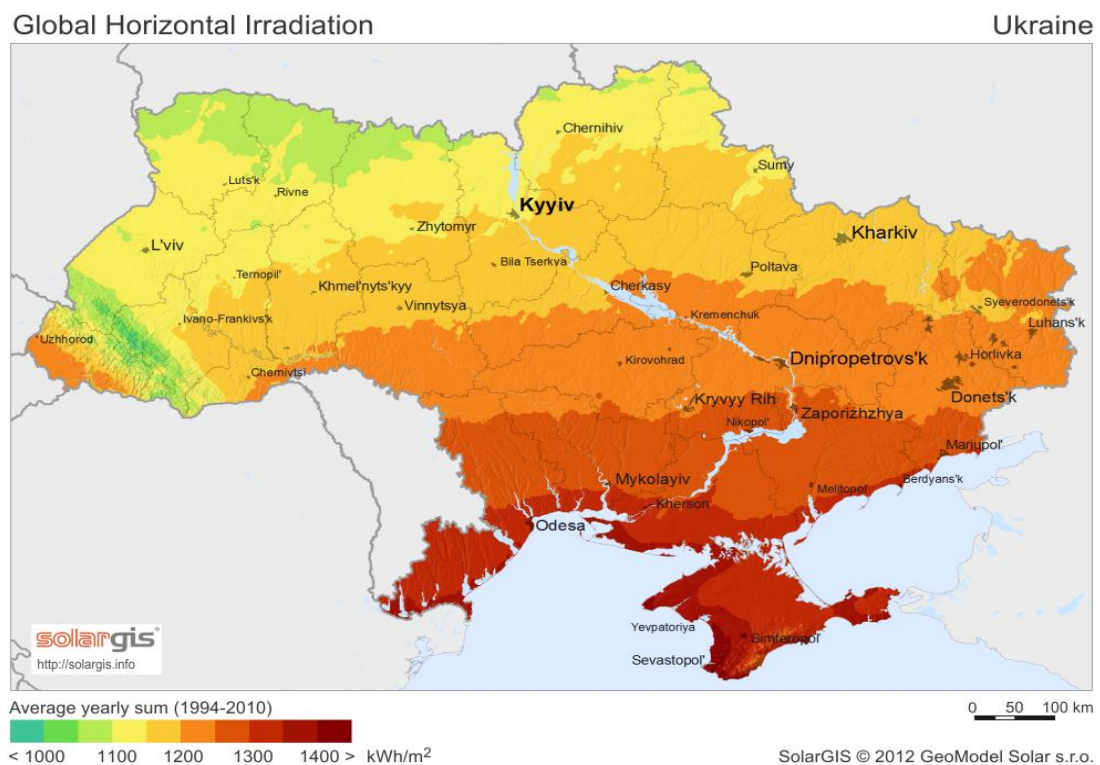 Global Horizontal Irradiation
Ukraine
Chernihiv
Sumy
Luts'k
Rivne
Kyyiv
Zhytomyr
L'viv
Kharkiv
Bila Tserkva
Poltava
Ternopil'
Khmel'nyts'kyy
Cherkasy
Vinnytsya
Syeverodonets'k
Ivano-Frankivs'k
Kremenchuk
Luhans'k
Uzhhorod
Kirovohrad
Dnipropetrovs'k
Horlivka
Chernivtsi
Donets'k
Kryvyy Rih
Zaporizhzhya
Nikopol'
Mariupol'
Mykolayiv
Melitopol'
Berdyans'k
Kherson
Odesa
Yevpatoriya
Simferopol'
Sevastopol'
solargis
http://solargis.info
Average yearly sum (1994-2010)
0 50 100 km
< 1000 1100 1200 1300 1400 > kWh/m²
SolarGIS © 2012 GeoModel Solar s.r.o.